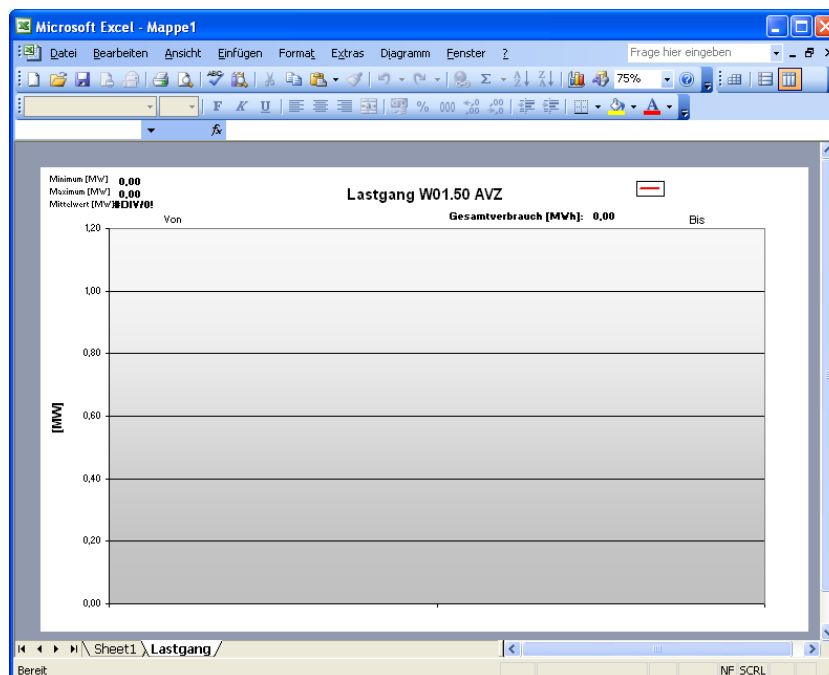 Microsoft Excel - Mappe1
Datei Bearbeiten Ansicht Einfügen Format Extras Diagramm Fenster ? Frage hier eingeben
75%
F K U % 000
fx
Minimum [MW] 0,00
Maximum [MW] 0,00
Mittelwert [MW] #DIV/0!
Lastgang W01.50 AVZ
Von Gesamtverbrauch [MWh]: 0,00 Bis
1,20
1,00
0,80
0,60
0,40
0,20
0,00
[MW]
Sheet1 Lastgang
Bereit NF SCRL